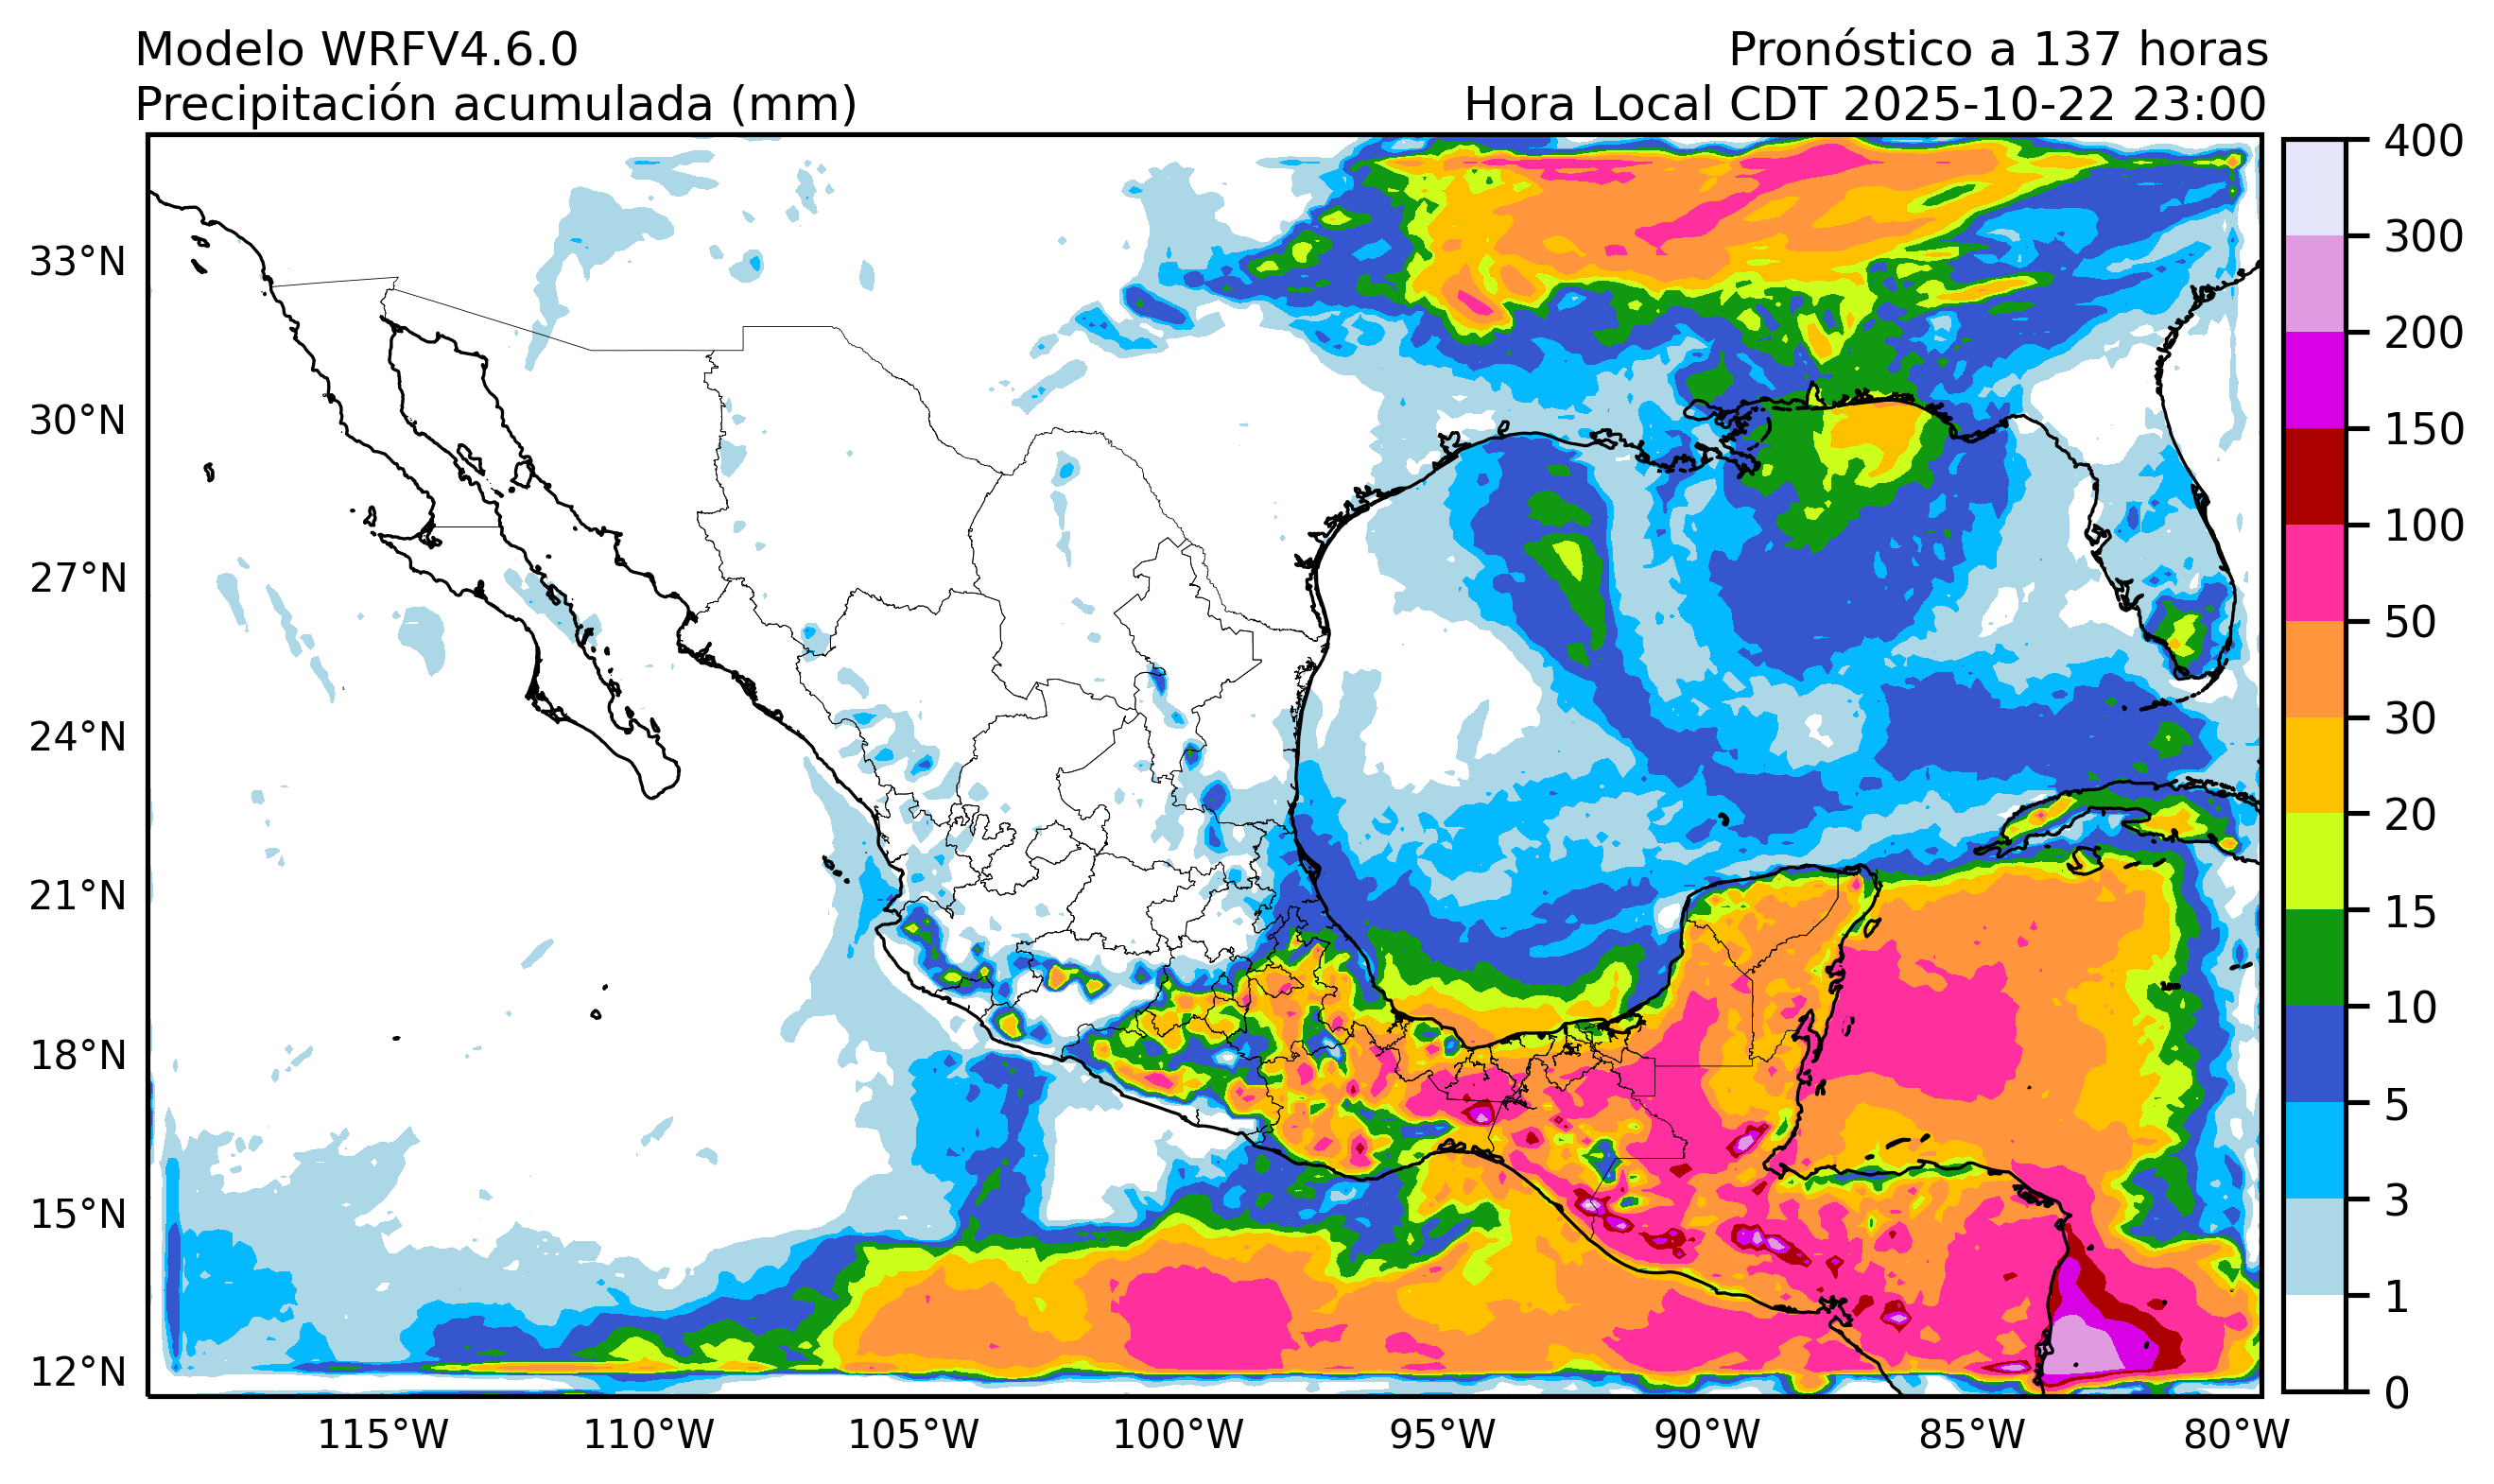 Modelo WRFV4.6.0
Pronóstico a 137 horas
Precipitación acumulada (mm)
Hora Local CDT 2025-10-22 23:00
33°N
30°N
27°N
24°N
21°N
18°N
15°N
12°N
115°W
110°W
105°W
100°W
95°W
90°W
85°W
80°W
400
300
200
150
100
50
30
20
15
10
5
3
1
0